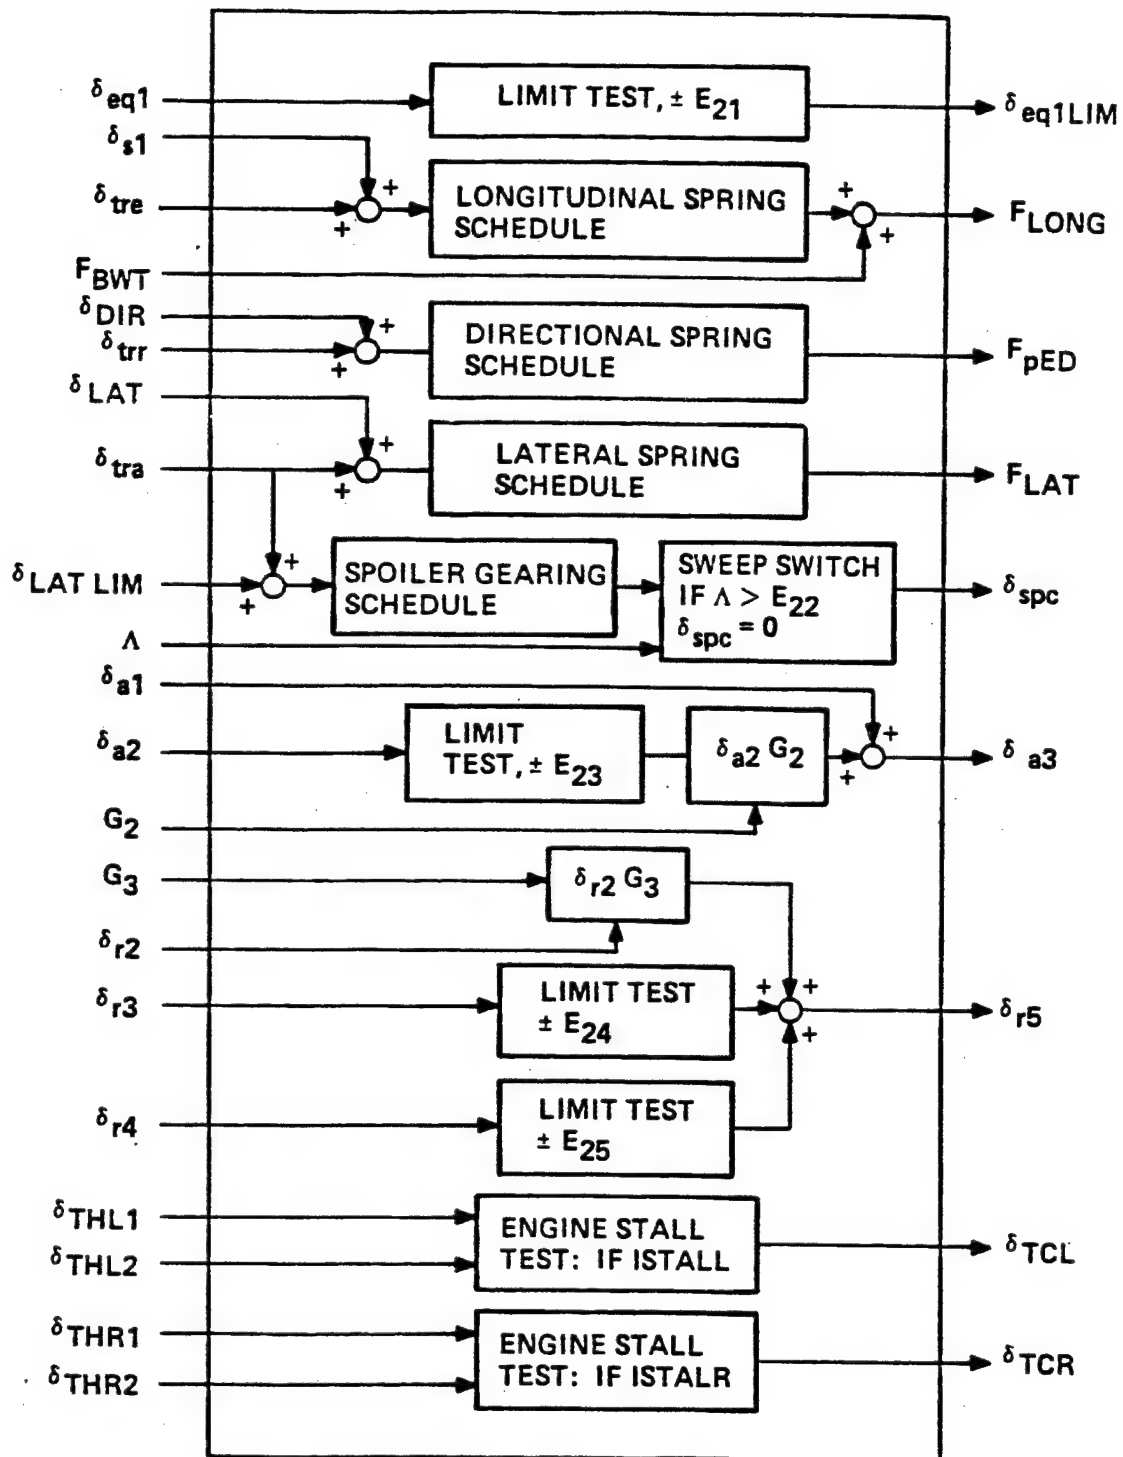 δeq1
LIMIT TEST, ± E21
δeq1LIM
δs1
+
δtre
+
LONGITUDINAL SPRING
SCHEDULE
+
+
FLONG
FBWT
δDIR
+
δtrr
+
DIRECTIONAL SPRING
SCHEDULE
FpED
δLAT
+
δtra
+
LATERAL SPRING
SCHEDULE
FLAT
+
δLAT LIM
+
SPOILER GEARING
SCHEDULE
SWEEP SWITCH
IF Λ > E22
δspc = 0
δspc
Λ
δa1
+
δa2
LIMIT
TEST, ± E23
δa2 G2
+
δa3
G2
G3
δr2 G3
δr2
+
+
δr3
LIMIT TEST
± E24
+
δr5
δr4
LIMIT TEST
± E25
δTHL1
δTHL2
ENGINE STALL
TEST: IF ISTALL
δTCL
δTHR1
δTHR2
ENGINE STALL
TEST: IF ISTALR
δTCR